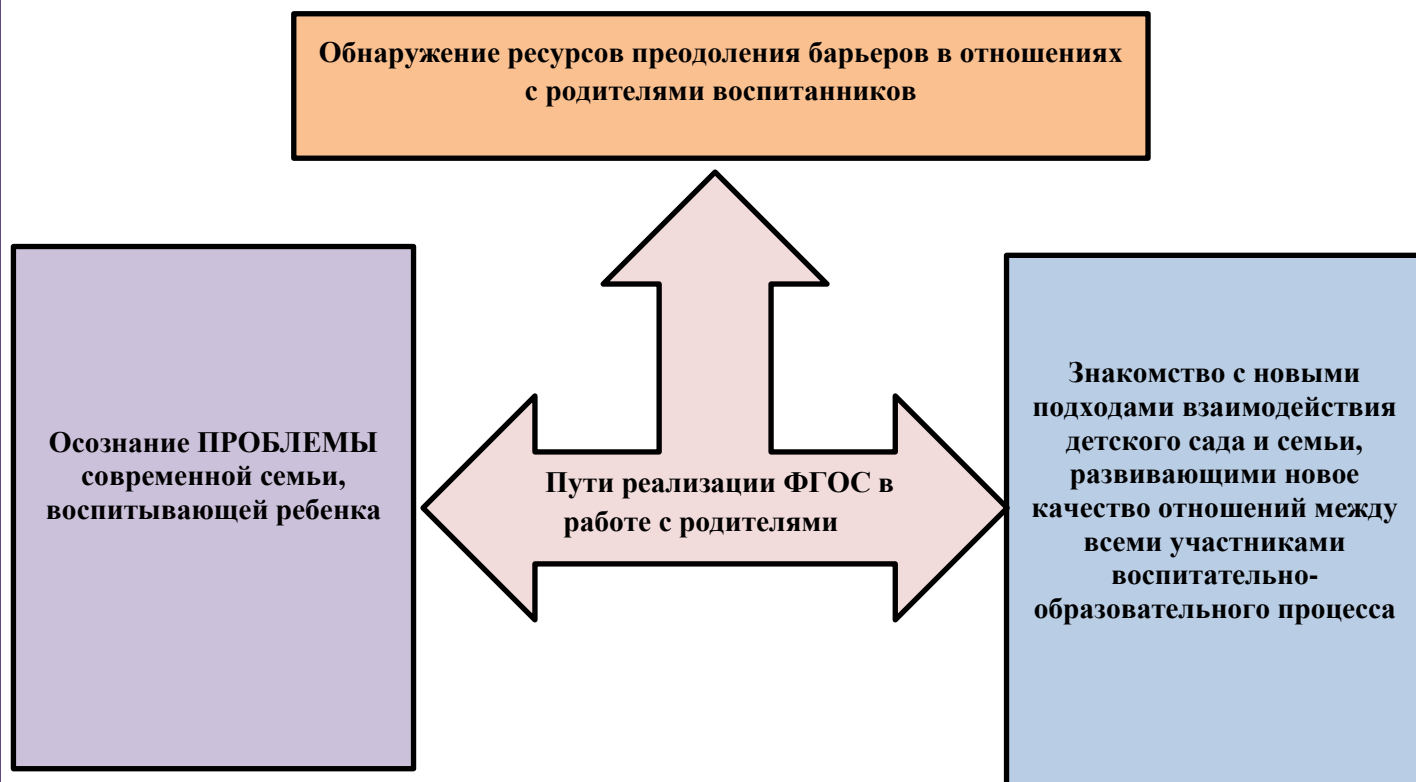 Обнаружение ресурсов преодоления барьеров в отношениях
с родителями воспитанников
Осознание ПРОБЛЕМЫ
современной семьи,
воспитывающей ребенка
Пути реализации ФГОС в
работе с родителями
Знакомство с новыми
подходами взаимодействия
детского сада и семьи,
развивающими новое
качество отношений между
всеми участниками
воспитательно-
образовательного процесса